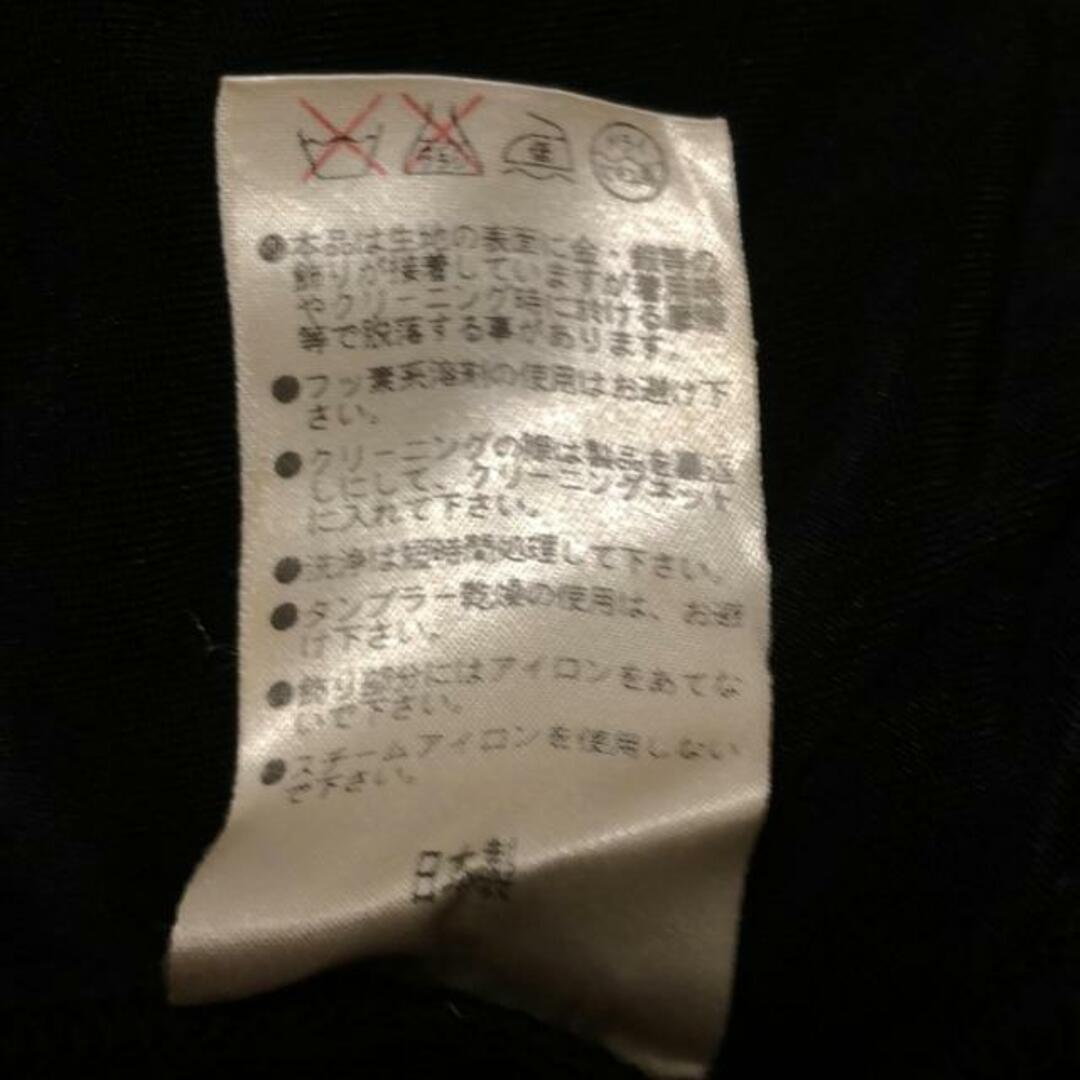 ●本品は生地の表面に金、
飾りが接着していますが着用
やクリーニング時に於ける摩擦
等で脱落する事があります。
●フッ素系溶剤の使用はお避け下
さい。
●クリーニングの際は製品を裏返
しにして、クリーニングネット
に入れて下さい。
●洗浄は短時間処理して下さい。
●タンブラー乾燥の使用は、お避
け下さい。
●飾り部分にはアイロンをあてな
いで下さい。
●スチームアイロンを使用しない
で下さい。
日本製